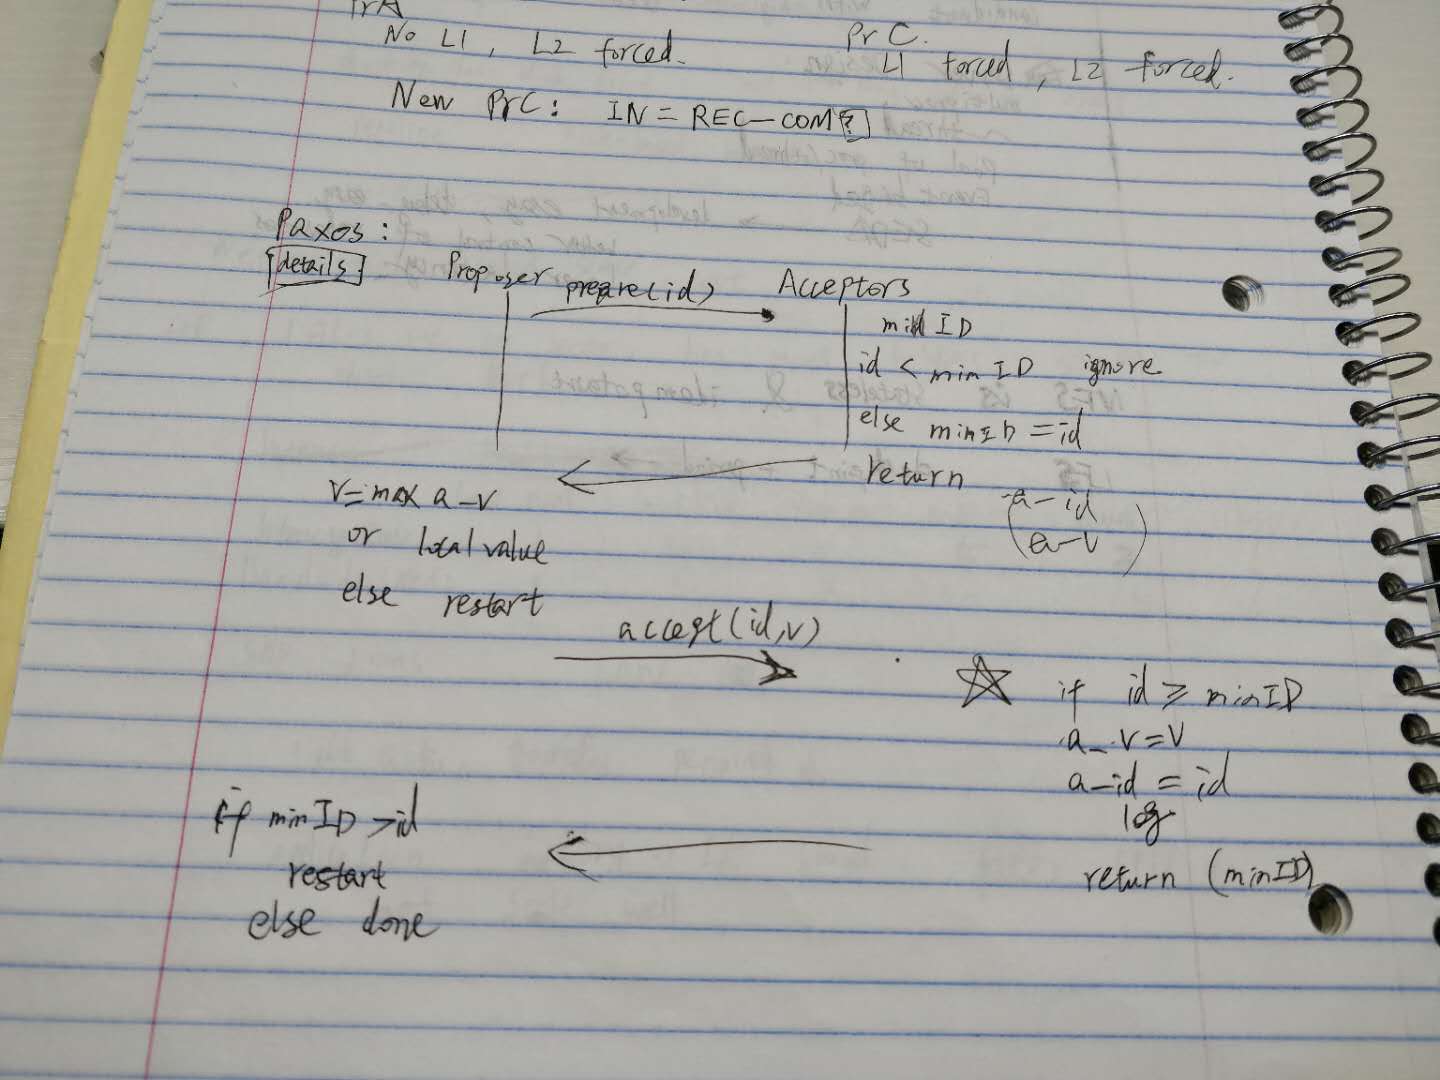 PrA
PrC.
No L1, L2 forced.
L1 forced, L2 forced.
New PrC: IN = REC-COM[?]
Paxos:
[details]
Proposer
prepare(id)
Acceptors
min ID
id < minID ignore
else minID = id
return
a-id
a-v
v = max a-v
or local value
else restart
accept(id,v)
if id ≥ minID
a-v=v
a-id = id
log
return (minID)
if minID > id
restart
else done